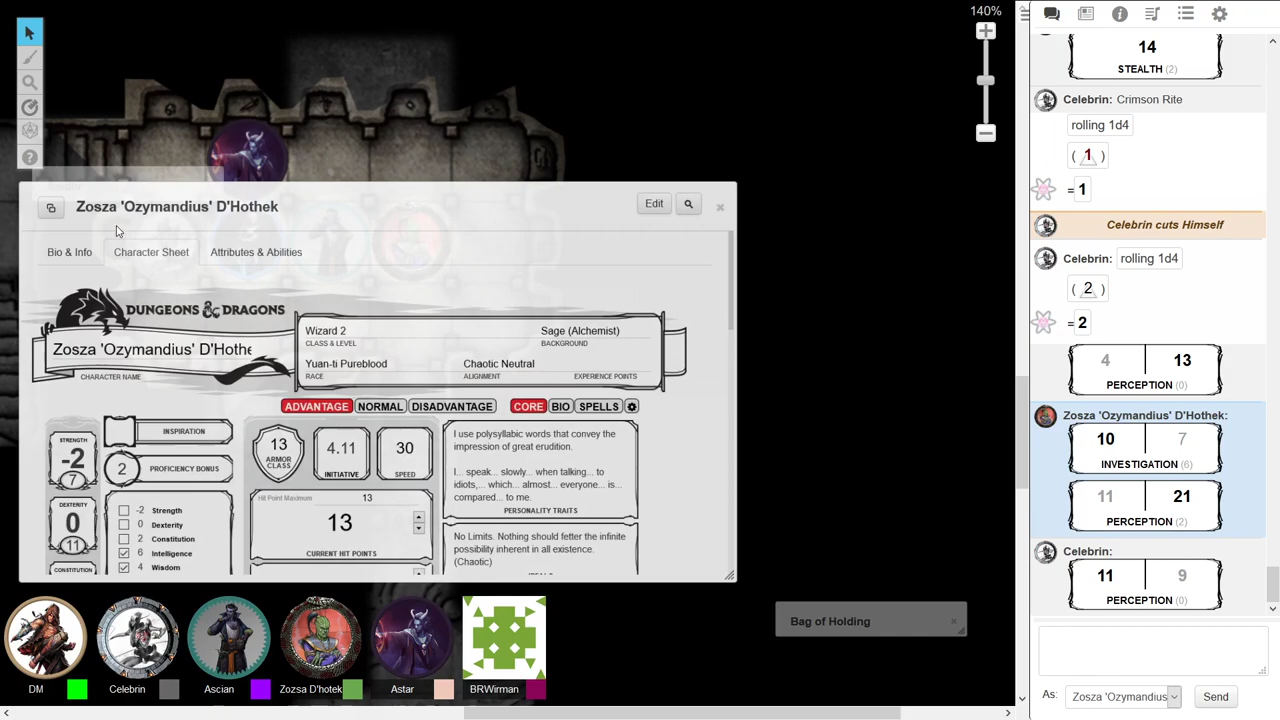 140%
Zosza 'Ozymandius' D'Hothek
Edit
Bio & Info
Character Sheet
Attributes & Abilities
DUNGEONS & DRAGONS
Zosza 'Ozymandius' D'Hothe
CHARACTER NAME
Wizard 2
Sage (Alchemist)
CLASS & LEVEL
BACKGROUND
Yuan-ti Pureblood
Chaotic Neutral
RACE
ALIGNMENT
EXPERIENCE POINTS
ADVANTAGE
NORMAL
DISADVANTAGE
CORE
BIO
SPELLS
STRENGTH
-2
7
DEXTERITY
0
11
CONSTITUTION
INSPIRATION
2
PROFICIENCY BONUS
-2 Strength
0 Dexterity
2 Constitution
6 Intelligence
4 Wisdom
13
ARMOR
CLASS
4.11
INITIATIVE
30
SPEED
Hit Point Maximum
13
13
CURRENT HIT POINTS
I use polysyllabic words that convey the
impression of great erudition.
I... speak... slowly... when talking... to
idiots,... which... almost... everyone... is...
compared... to me.
PERSONALITY TRAITS
No Limits. Nothing should fetter the infinite
possibility inherent in all existence.
(Chaotic)
Bag of Holding
DM
Celebrin
Ascian
Zozsa D'hotek
Astar
BRWirman
14
STEALTH (2)
Celebrin: Crimson Rite
rolling 1d4
( 1 )
= 1
Celebrin cuts Himself
Celebrin: rolling 1d4
( 2 )
= 2
4
13
PERCEPTION (0)
Zosza 'Ozymandius' D'Hothek:
10
7
INVESTIGATION (6)
11
21
PERCEPTION (2)
Celebrin:
11
9
PERCEPTION (0)
As:
Zosza 'Ozymandius
Send